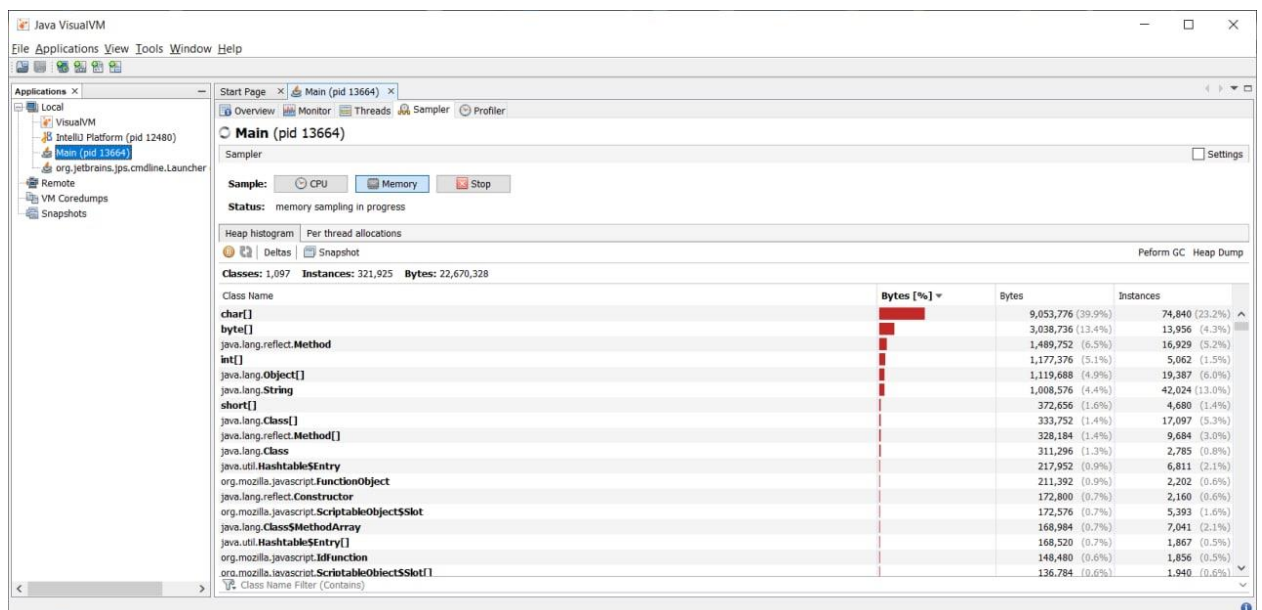 Java VisualVM
File Applications View Tools Window Help
Applications
Start Page Main (pid 13664)
Local
VisualVM
IntelliJ Platform (pid 12480)
Main (pid 13664)
org.jetbrains.jps.cmdline.Launcher
Remote
VM Coredumps
Snapshots
Overview Monitor Threads Sampler Profiler
Main (pid 13664)
Sampler Settings
Sample: CPU Memory Stop
Status: memory sampling in progress
Heap histogram Per thread allocations
Deltas Snapshot Peform GC Heap Dump
Classes: 1,097 Instances: 321,925 Bytes: 22,670,328
Class Name Bytes [%] Bytes Instances
char[] 9,053,776 (39.9%) 74,840 (23.2%)
byte[] 3,038,736 (13.4%) 13,956 (4.3%)
java.lang.reflect.Method 1,489,752 (6.5%) 16,929 (5.2%)
int[] 1,177,376 (5.1%) 5,062 (1.5%)
java.lang.Object[] 1,119,688 (4.9%) 19,387 (6.0%)
java.lang.String 1,008,576 (4.4%) 42,024 (13.0%)
short[] 372,656 (1.6%) 4,680 (1.4%)
java.lang.Class[] 333,752 (1.4%) 17,097 (5.3%)
java.lang.reflect.Method[] 328,184 (1.4%) 9,684 (3.0%)
java.lang.Class 311,296 (1.3%) 2,785 (0.8%)
java.util.Hashtable$Entry 217,952 (0.9%) 6,811 (2.1%)
org.mozilla.javascript.FunctionObject 211,392 (0.9%) 2,202 (0.6%)
java.lang.reflect.Constructor 172,800 (0.7%) 2,160 (0.6%)
org.mozilla.javascript.ScriptableObject$Slot 172,576 (0.7%) 5,393 (1.6%)
java.lang.Class$MethodArray 168,984 (0.7%) 7,041 (2.1%)
java.util.Hashtable$Entry[] 168,520 (0.7%) 1,867 (0.5%)
org.mozilla.javascript.IdFunction 148,480 (0.6%) 1,856 (0.5%)
org.mozilla.javascript.ScriptableObject$Slot[] 136,784 (0.6%) 1,940 (0.6%)
Class Name Filter (Contains)